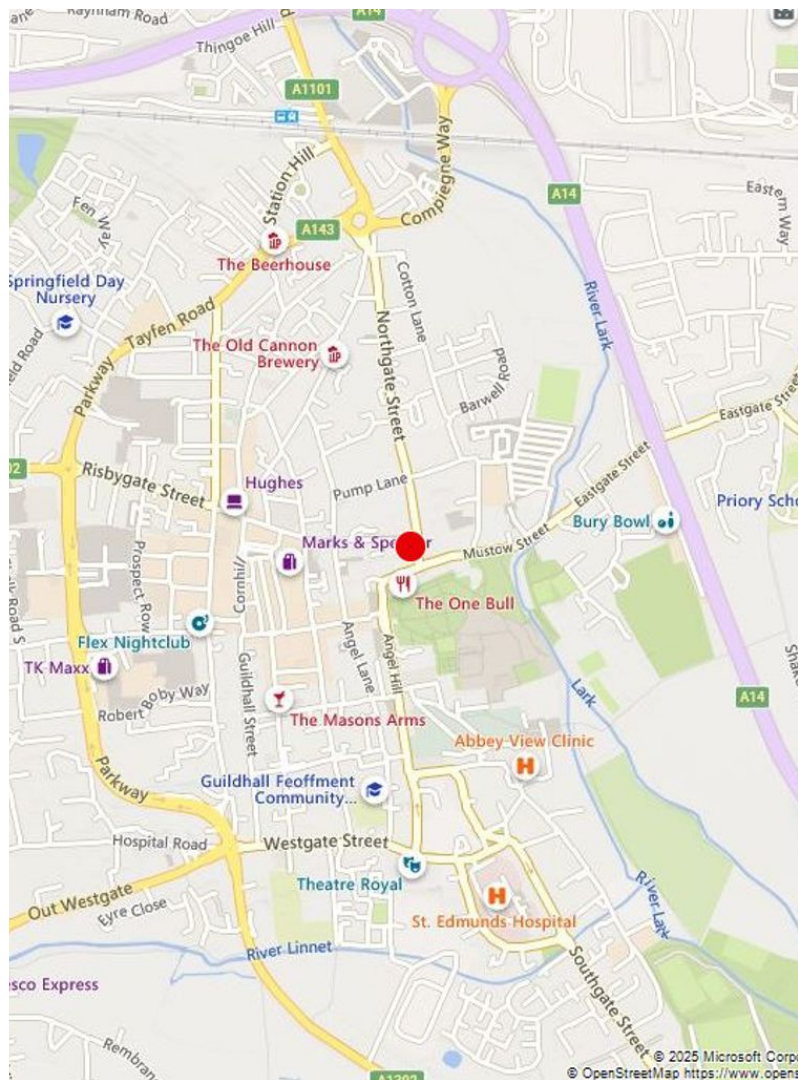 Raynham Road
A14
Thingoe Hill
A1101
Station Hill
Compiegne Way
A14
Eastern Way
Fen Way
A143
The Beerhouse
Springfield Day
Nursery
Cotton Lane
River Lark
Tayfen Road
The Old Cannon
Brewery
Northgate Street
Parkway
Barwell Road
Eastgate Street
Risbygate Street
Hughes
Pump Lane
Eastgate Street
Priory
Bury Bowl
Marks &
Mustow Street
Prospect Row
Cornhill
The One Bull
Flex Nightclub
Angel Lane
Angel Hill
TK Maxx
Guildhall Street
Lark
A14
Robert Boby Way
The Masons Arms
Abbey View Clinic
Parkway
Guildhall Feoffment
Community...
Hospital Road
Westgate Street
Theatre Royal
Out Westgate
Eyre Close
St. Edmunds Hospital
River Lark
River Linnet
Southgate Street
esco Express
Rembran
© 2025 Microsoft Corpo
© OpenStreetMap https://www.opens
A1302